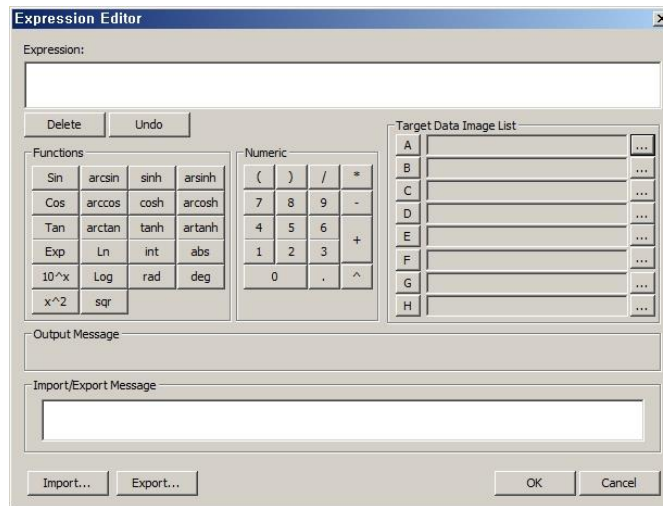 Expression Editor
Expression:
Delete Undo
Functions
Sin arcsin sinh arsinh
Cos arccos cosh arcosh
Tan arctan tanh artanh
Exp Ln int abs
10^x Log rad deg
x^2 sqr
Numeric
( ) / *
7 8 9 -
4 5 6 +
1 2 3
0 . ^
Target Data Image List
A ...
B ...
C ...
D ...
E ...
F ...
G ...
H ...
Output Message
Import/Export Message
Import... Export... OK Cancel